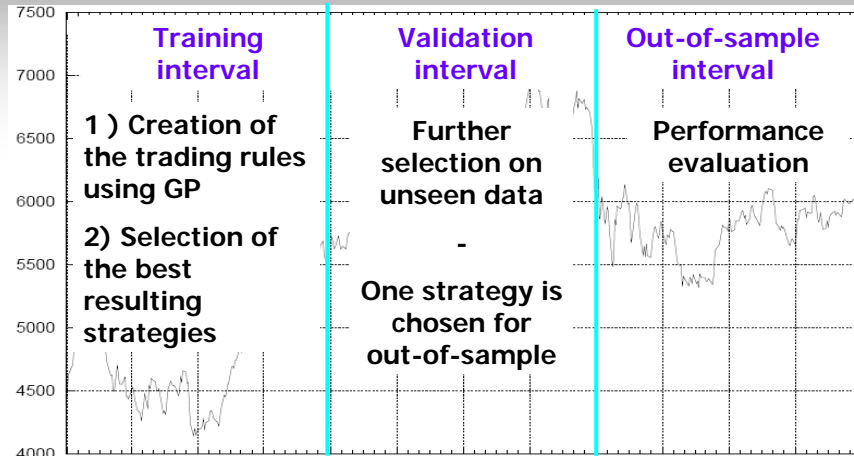 7500
7000
6500
6000
5500
5000
4500
4000
Training
interval
1 ) Creation of
the trading rules
using GP
2) Selection of
the best
resulting
strategies
Validation
interval
Further
selection on
unseen data
-
One strategy is
chosen for
out-of-sample
Out-of-sample
interval
Performance
evaluation